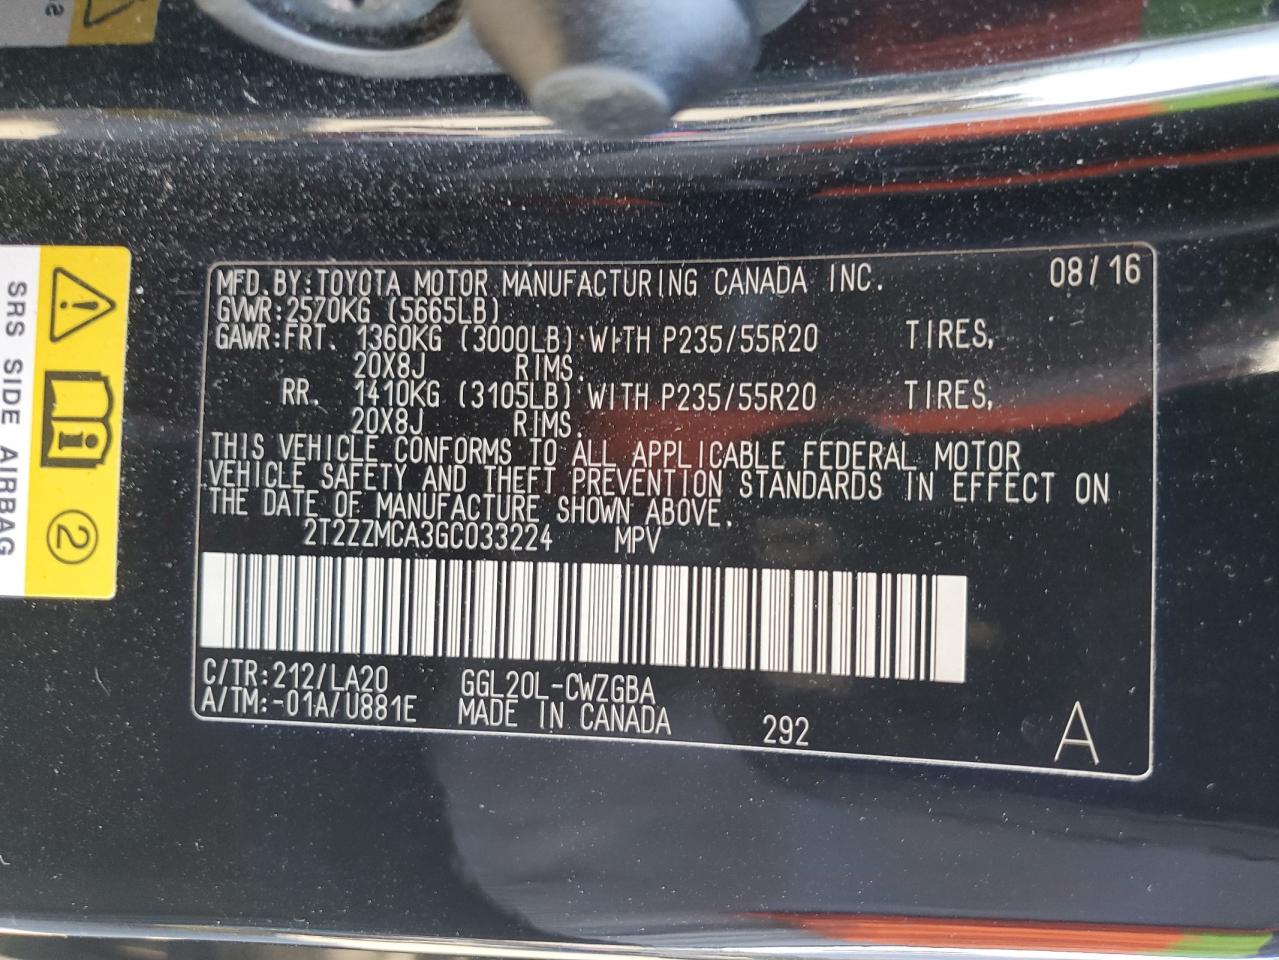 MFD. BY: TOYOTA MOTOR MANUFACTURING CANADA INC. 08/16
GVWR: 2570KG (5665LB)
GAWR: FRT. 1360KG (3000LB) WITH P235/55R20 TIRES,
20X8J RIMS.
RR. 1410KG (3105LB) WITH P235/55R20 TIRES,
20X8J RIMS.
THIS VEHICLE CONFORMS TO ALL APPLICABLE FEDERAL MOTOR
VEHICLE SAFETY AND THEFT PREVENTION STANDARDS IN EFFECT ON
THE DATE OF MANUFACTURE SHOWN ABOVE.
2T2ZZMCA3GC033224 MPV
C/TR: 212/LA20 GGL20L-CWZGBA
A/TM: -01A/U881E MADE IN CANADA 292 A
SRS SIDE AIRBAG
2